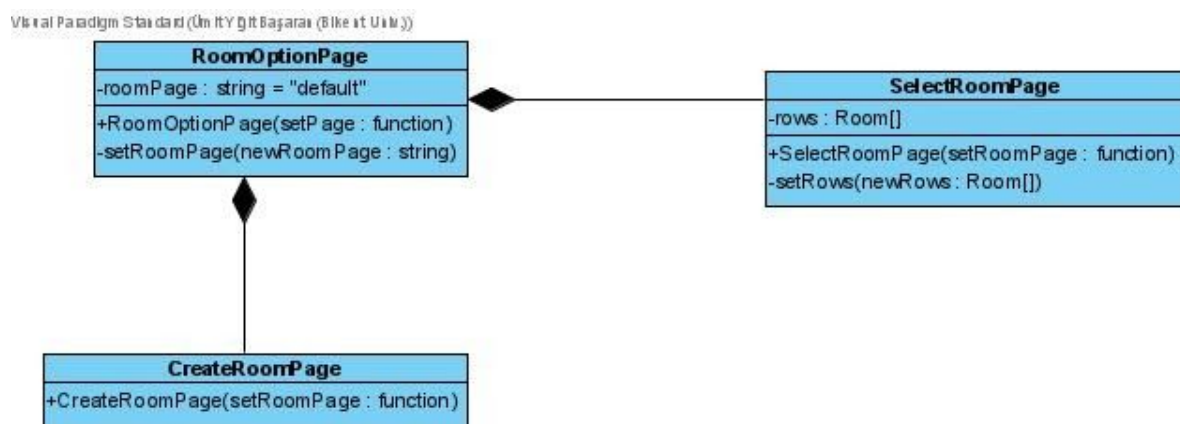 Visual Paradigm Standard (Ümit Yiğit Başaran (Bilkent Univ.))
RoomOptionPage
-roomPage : string = "default"
+RoomOptionPage(setPage : function)
-setRoomPage(newRoomPage : string)
SelectRoomPage
-rows : Room[]
+SelectRoomPage(setRoomPage : function)
-setRows(newRows : Room[])
CreateRoomPage
+CreateRoomPage(setRoomPage : function)